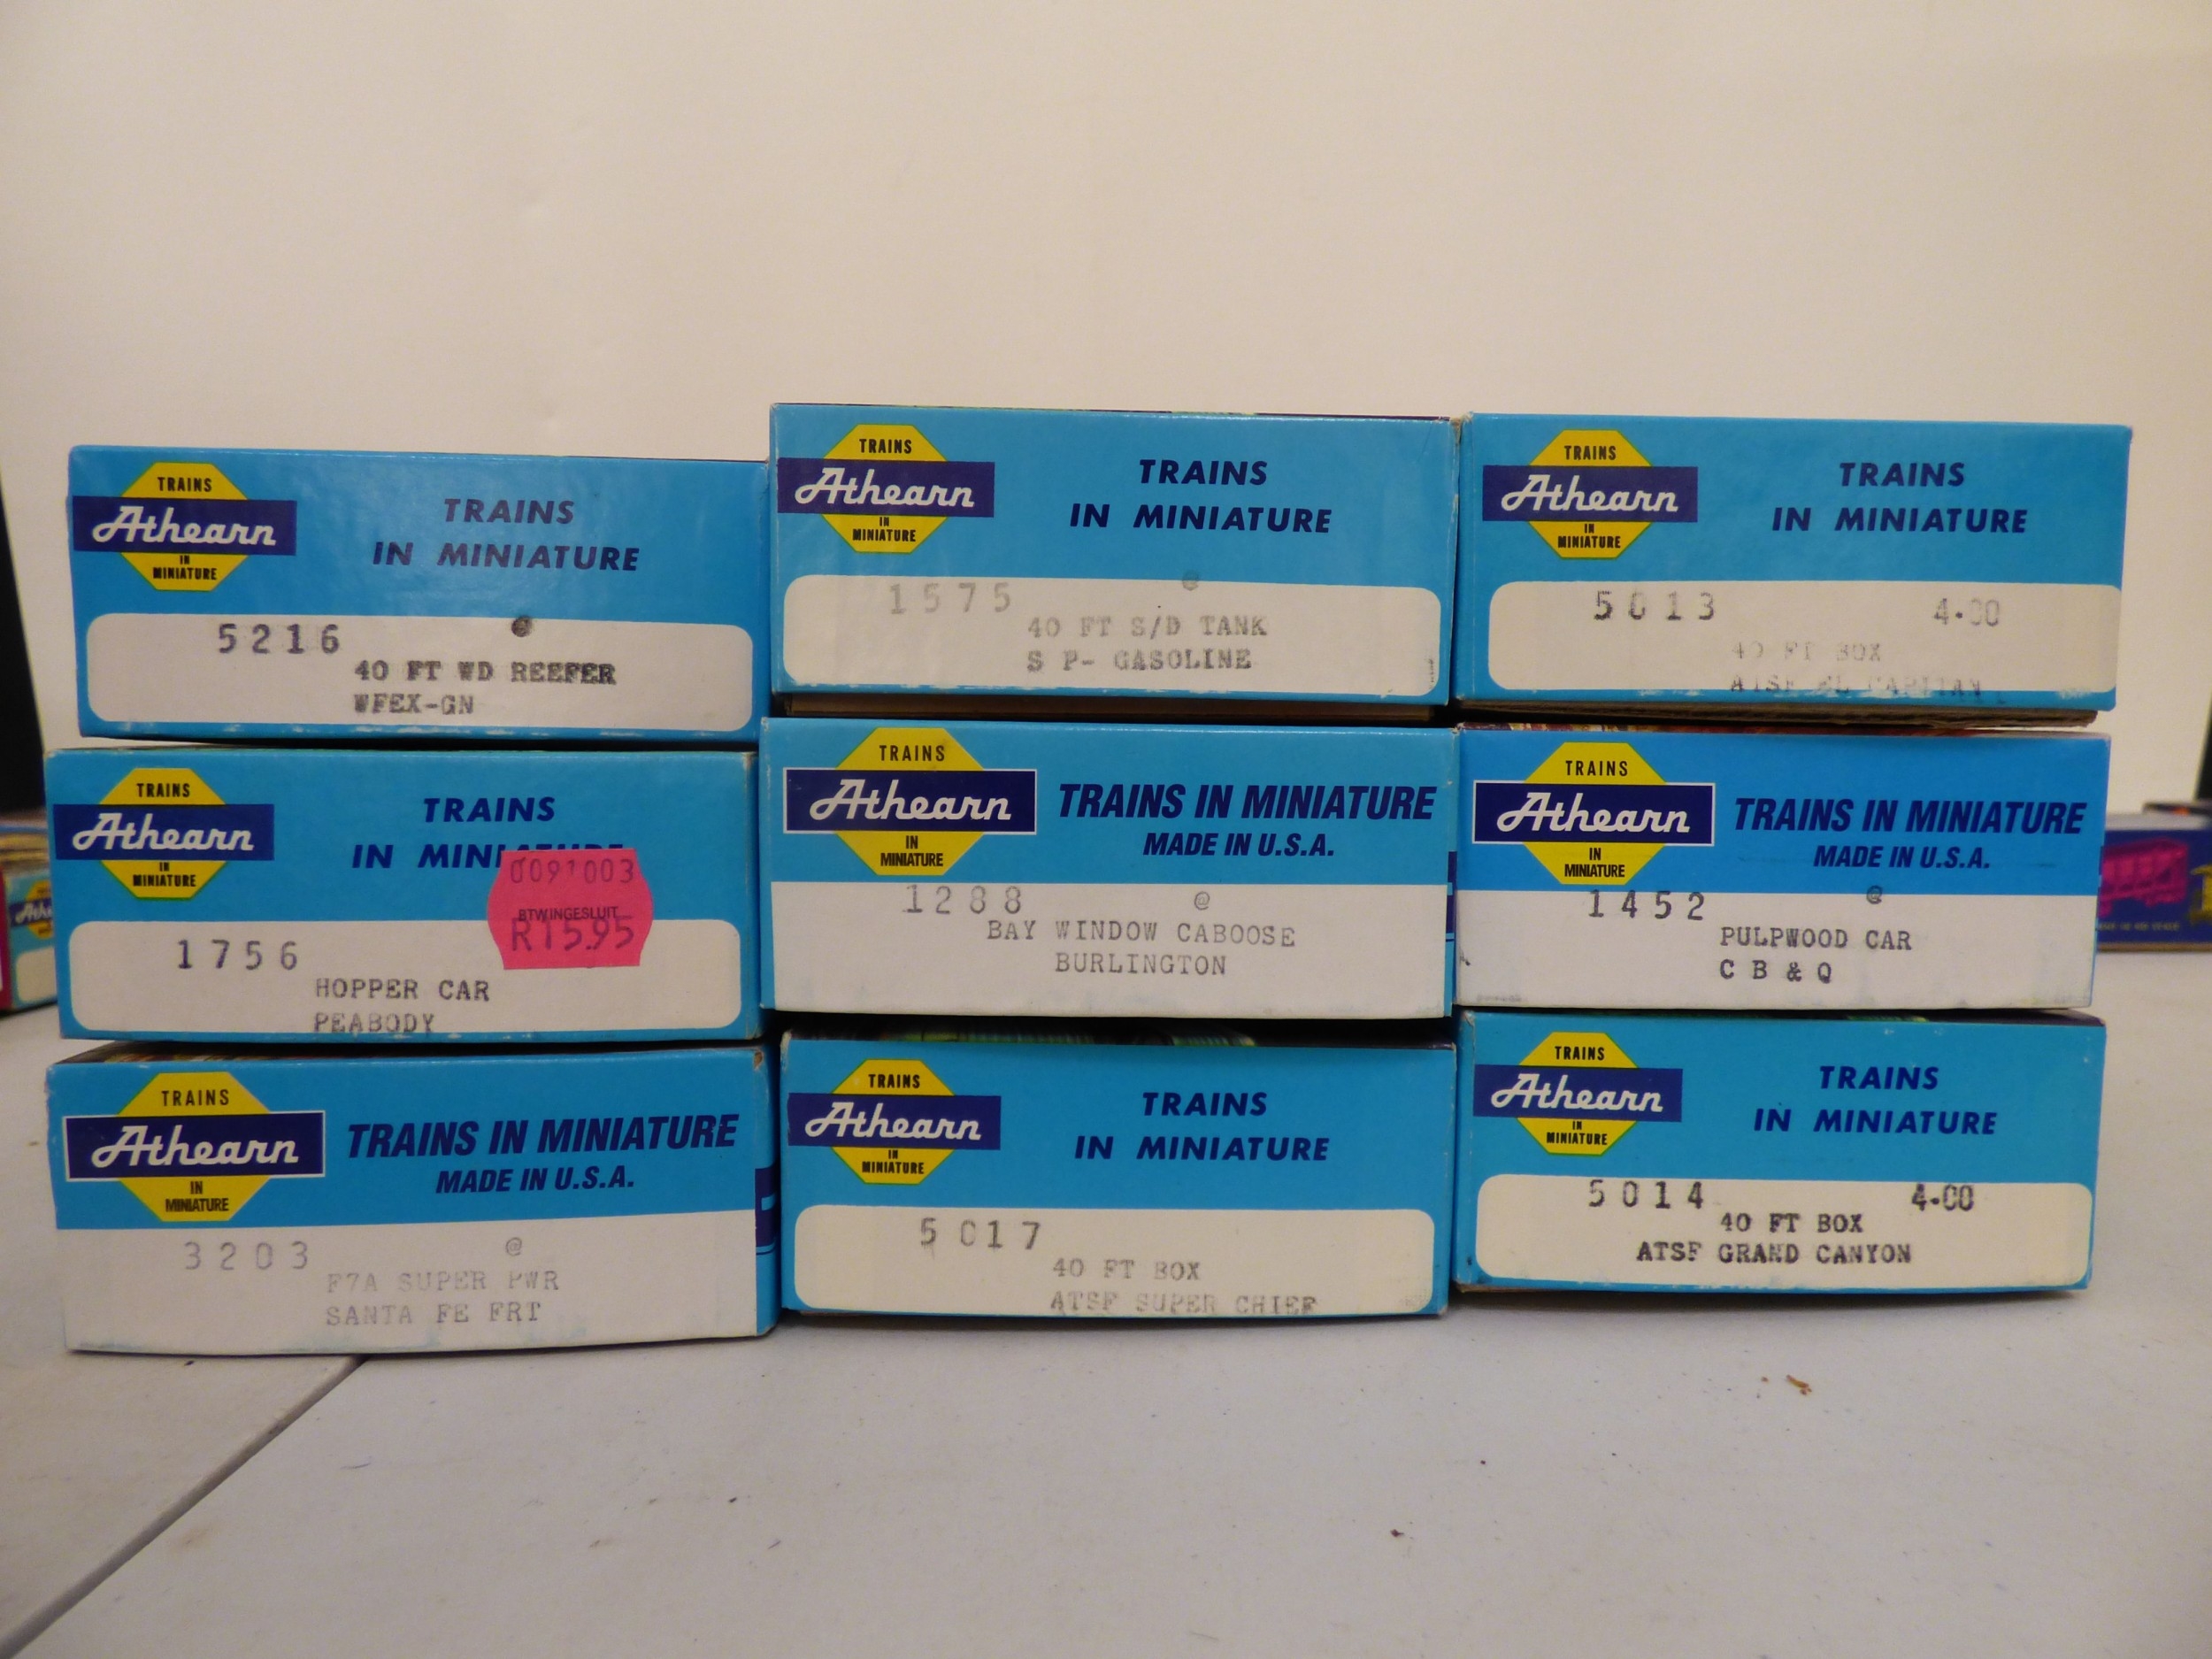 TRAINS
Athearn
IN
MINIATURE
TRAINS
IN MINIATURE
5216 @
40 FT WD REEFER
WFEX-GN
TRAINS
Athearn
IN
MINIATURE
TRAINS
IN MINIATURE
1575 @
40 FT S/D TANK
S P- GASOLINE
TRAINS
Athearn
IN
MINIATURE
TRAINS
IN MINIATURE
5013 4.00
40 FT BOX
ATSF EL CAPITAN
TRAINS
Athearn
IN
MINIATURE
TRAINS
IN MINIATURE
0091003
BTWINGESLUIT
R15.95
1756
HOPPER CAR
PEABODY
TRAINS
Athearn
IN
MINIATURE
TRAINS IN MINIATURE
MADE IN U.S.A.
1288 @
BAY WINDOW CABOOSE
BURLINGTON
TRAINS
Athearn
IN
MINIATURE
TRAINS IN MINIATURE
MADE IN U.S.A.
1452 @
PULPWOOD CAR
C B & Q
TRAINS
Athearn
IN
MINIATURE
TRAINS IN MINIATURE
MADE IN U.S.A.
3203 @
F7A SUPER PWR
SANTA FE FRT
TRAINS
Athearn
IN
MINIATURE
TRAINS
IN MINIATURE
5017
40 FT BOX
ATSF SUPER CHIEF
TRAINS
Athearn
IN
MINIATURE
TRAINS
IN MINIATURE
5014 4.00
40 FT BOX
ATSF GRAND CANYON